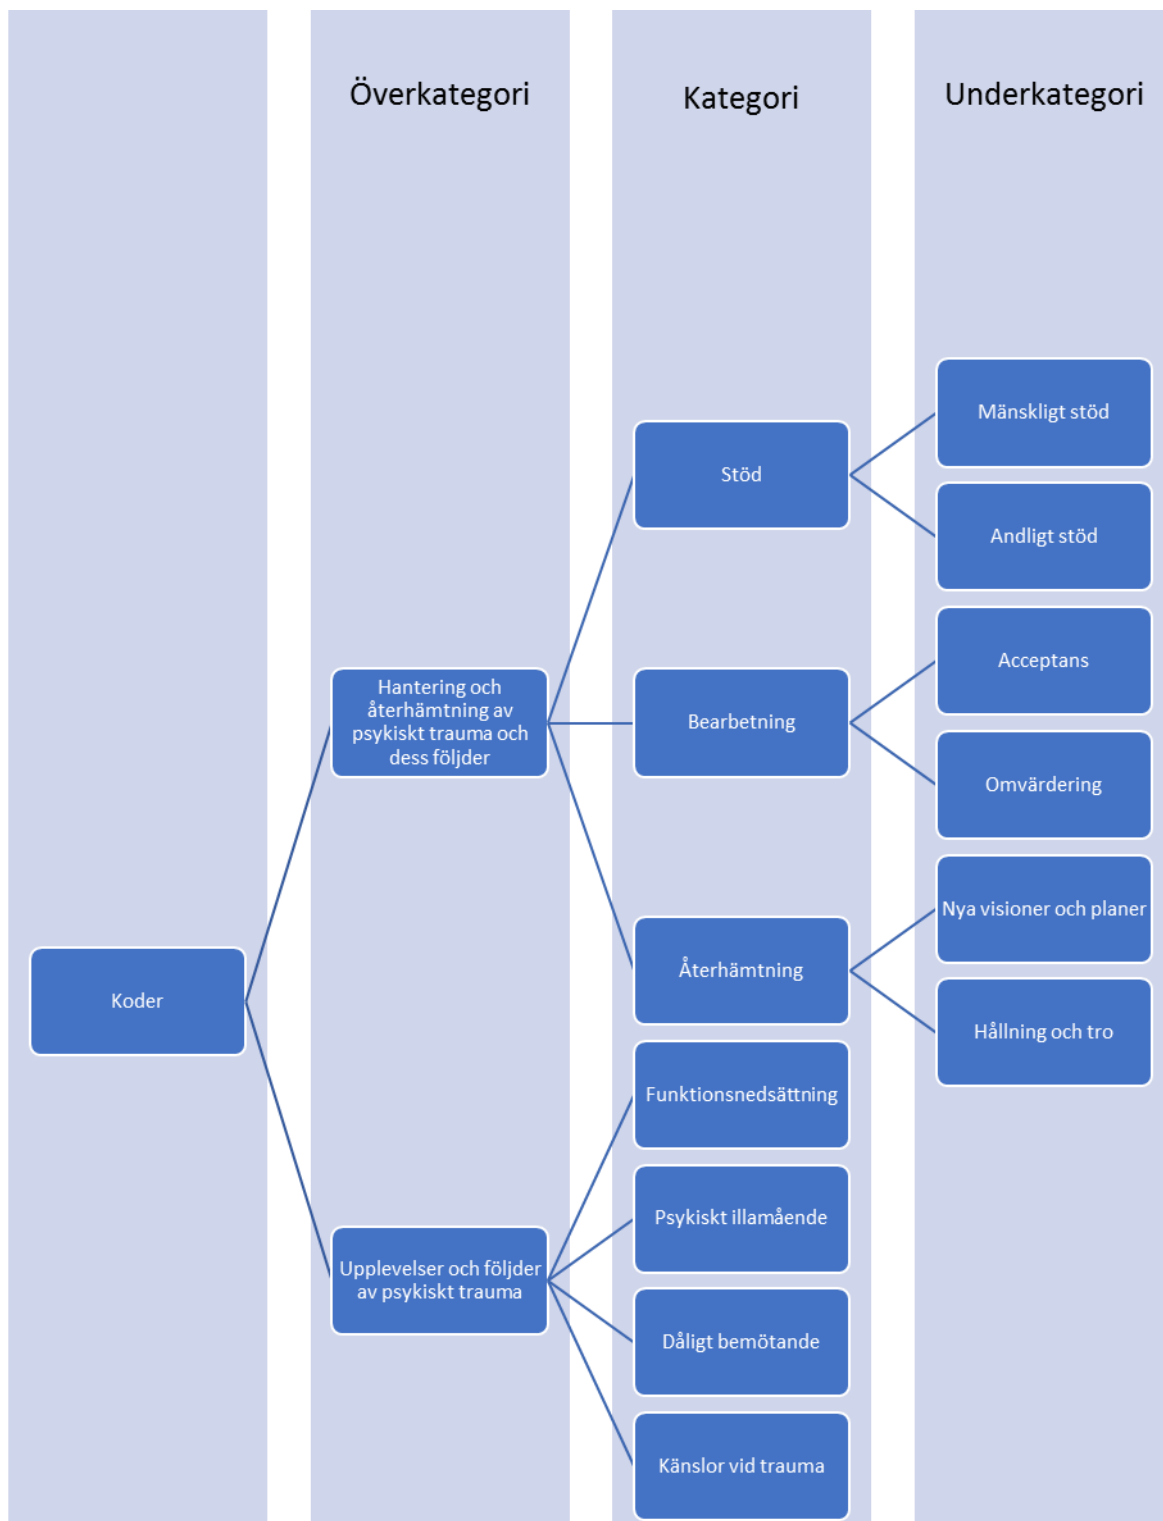 Överkategori
Kategori
Underkategori
Koder
Hantering och
återhämtning av
psykiskt trauma och
dess följder
Stöd
Mänskligt stöd
Andligt stöd
Bearbetning
Acceptans
Omvärdering
Återhämtning
Nya visioner och planer
Hållning och tro
Upplevelser och följder
av psykiskt trauma
Funktionsnedsättning
Psykiskt illamående
Dåligt bemötande
Känslor vid trauma